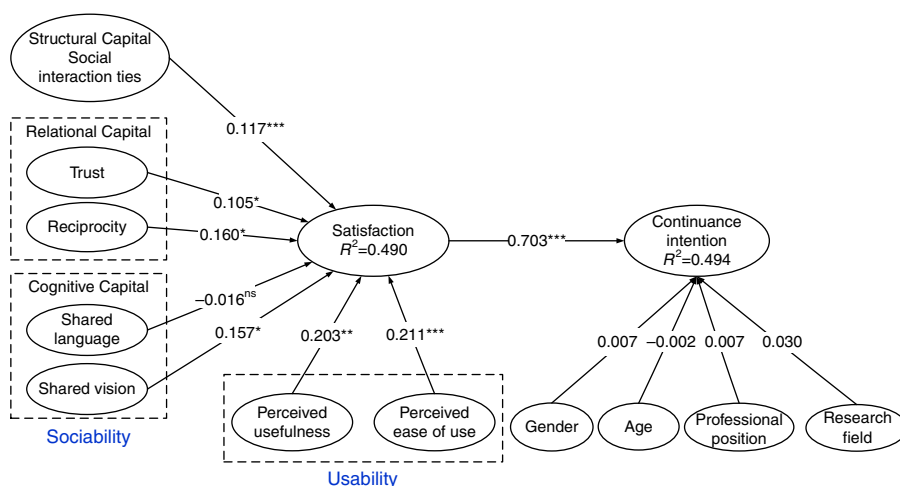 Structural Capital
Social
interaction ties
0.117***
Relational Capital
Trust
0.105*
Reciprocity
0.160*
Satisfaction
R²=0.490
0.703***
Continuance
intention
R²=0.494
Cognitive Capital
−0.016ⁿˢ
Shared
language
0.157*
Shared vision
Sociability
0.203**
0.211***
Perceived
usefulness
Perceived
ease of use
Usability
0.007
−0.002
0.007
0.030
Gender
Age
Professional
position
Research
field